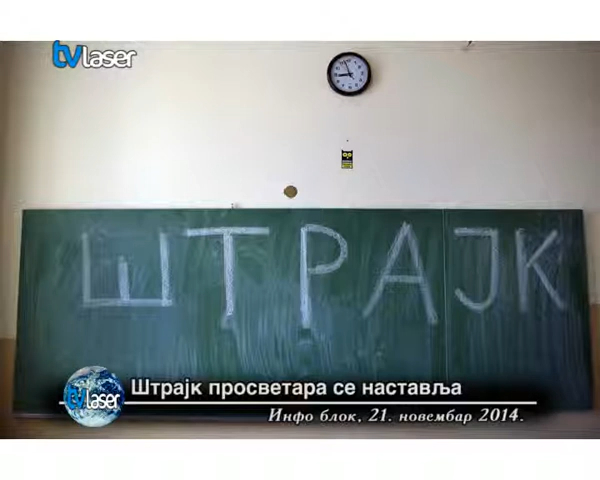 tvlaser
ШТРАЈК
tvlaser
Штрајк просветара се наставља
Инфо блок, 21. новембар 2014.